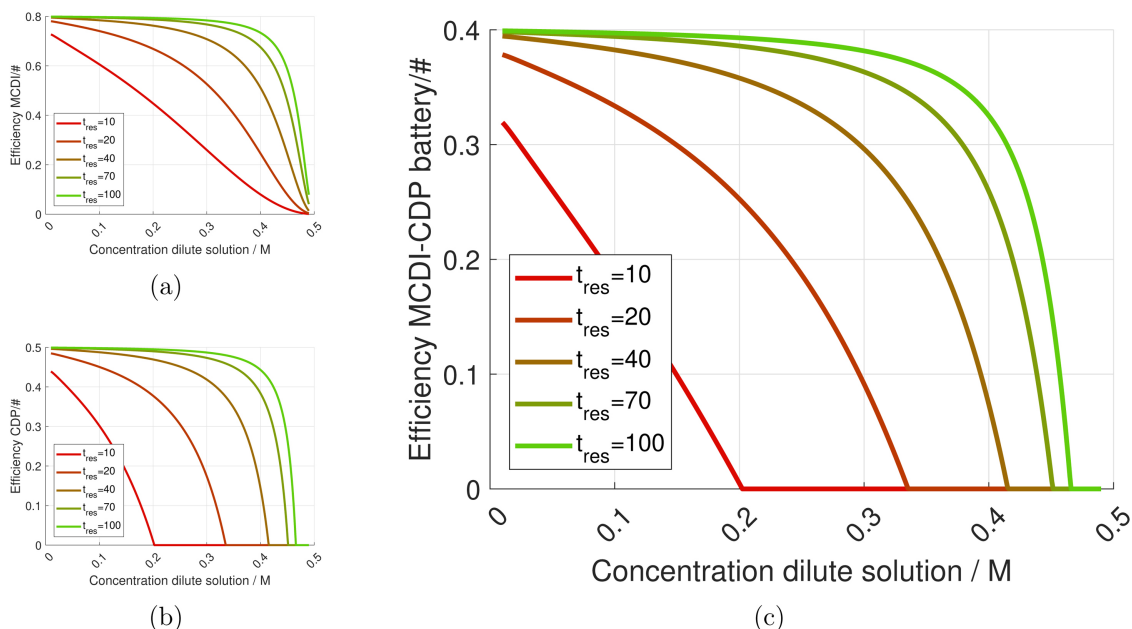 0.8
0.6
0.4
0.2
0
Efficiency MCDI/#
t_res=10
t_res=20
t_res=40
t_res=70
t_res=100
0
0.1
0.2
0.3
0.4
0.5
Concentration dilute solution / M
(a)
0.5
0.4
0.3
0.2
0.1
0
Efficiency CDP/#
t_res=10
t_res=20
t_res=40
t_res=70
t_res=100
0
0.1
0.2
0.3
0.4
0.5
Concentration dilute solution / M
(b)
0.4
0.3
0.2
0.1
0
Efficiency MCDI-CDP battery/#
t_res=10
t_res=20
t_res=40
t_res=70
t_res=100
0
0.1
0.2
0.3
0.4
0.5
Concentration dilute solution / M
(c)